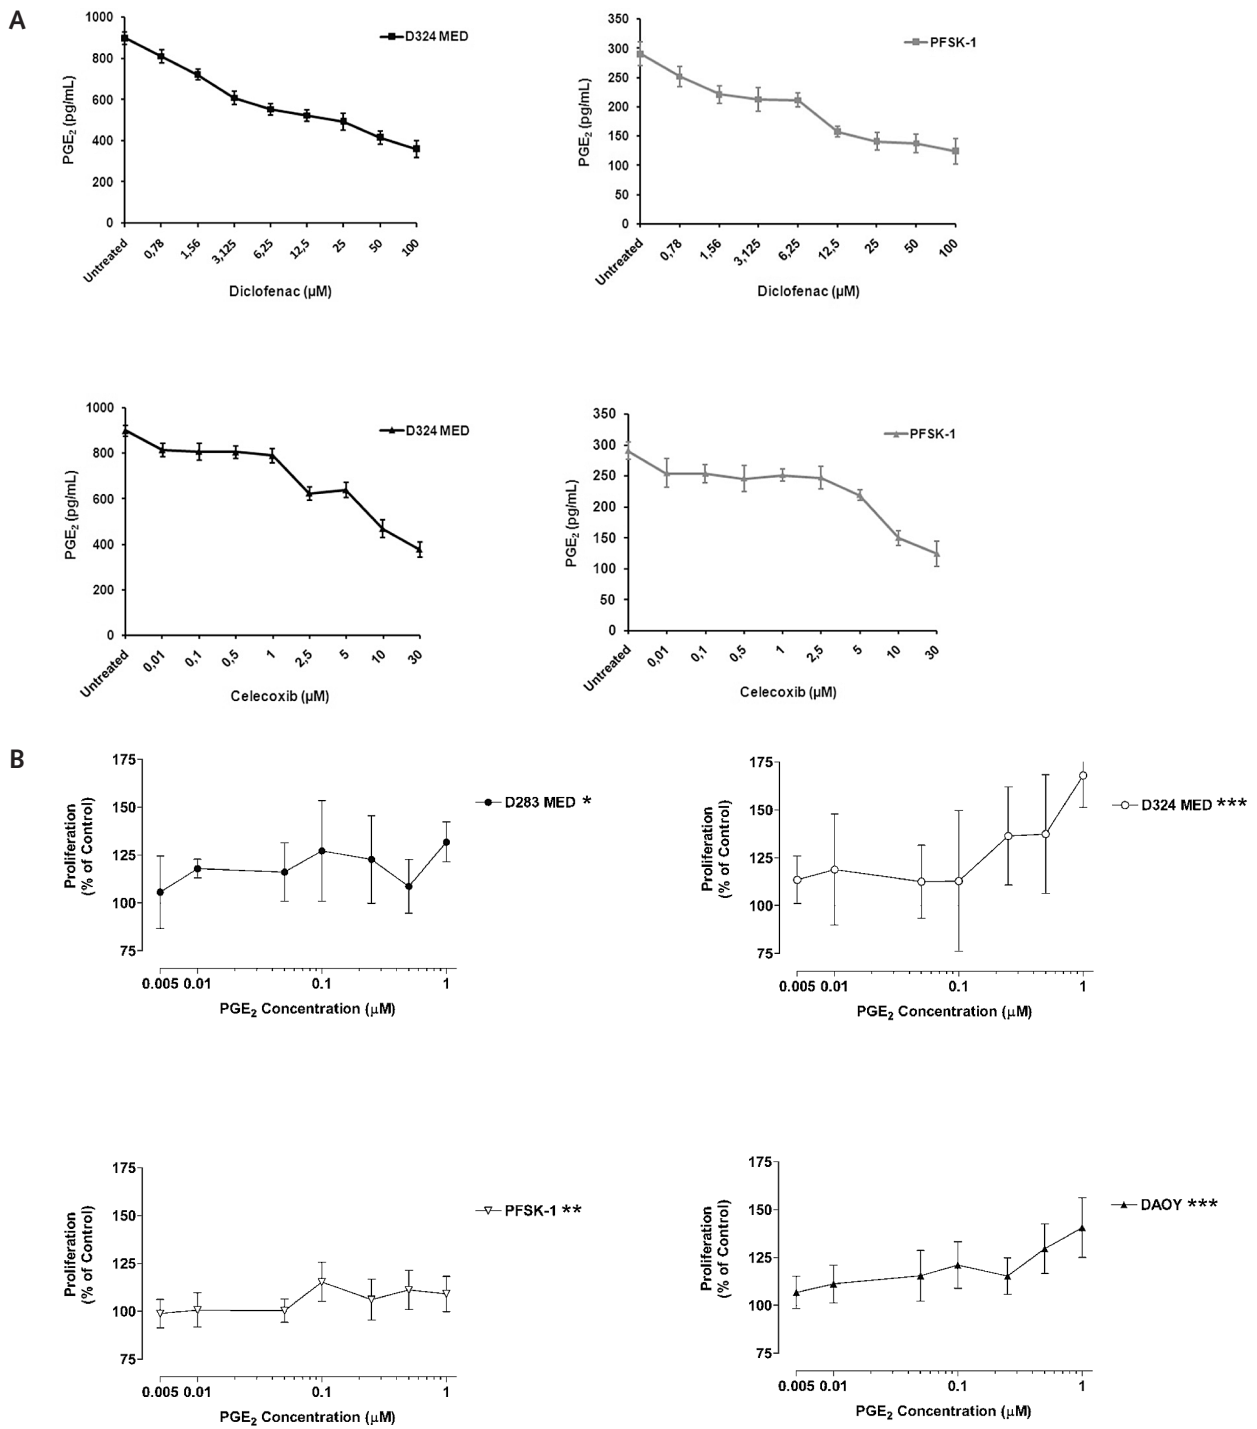 A
1000
800
600
400
200
0
PGE2 (pg/mL)
D324 MED
Untreated
0,78
1,56
3,125
6,25
12,5
25
50
100
Diclofenac (µM)
350
300
250
200
150
100
50
0
PGE2 (pg/mL)
PFSK-1
Untreated
0,78
1,56
3,125
6,25
12,5
25
50
100
Diclofenac (µM)
1000
800
600
400
200
0
PGE2 (pg/mL)
D324 MED
Untreated
0,01
0,1
0,5
1
2,5
5
10
30
Celecoxib (µM)
350
300
250
200
150
100
50
0
PGE2 (pg/mL)
PFSK-1
Untreated
0,01
0,1
0,5
1
2,5
5
10
30
Celecoxib (µM)
B
175
150
125
100
75
Proliferation
(% of Control)
D283 MED *
0.005 0.01 0.1 1
PGE2 Concentration (µM)
175
150
125
100
75
Proliferation
(% of Control)
D324 MED ***
0.005 0.01 0.1 1
PGE2 Concentration (µM)
175
150
125
100
75
Proliferation
(% of Control)
PFSK-1 **
0.005 0.01 0.1 1
PGE2 Concentration (µM)
175
150
125
100
75
Proliferation
(% of Control)
DAOY ***
0.005 0.01 0.1 1
PGE2 Concentration (µM)